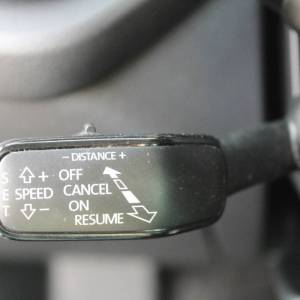 - DISTANCE +
S + OFF
E SPEED CANCEL
T - ON
RESUME